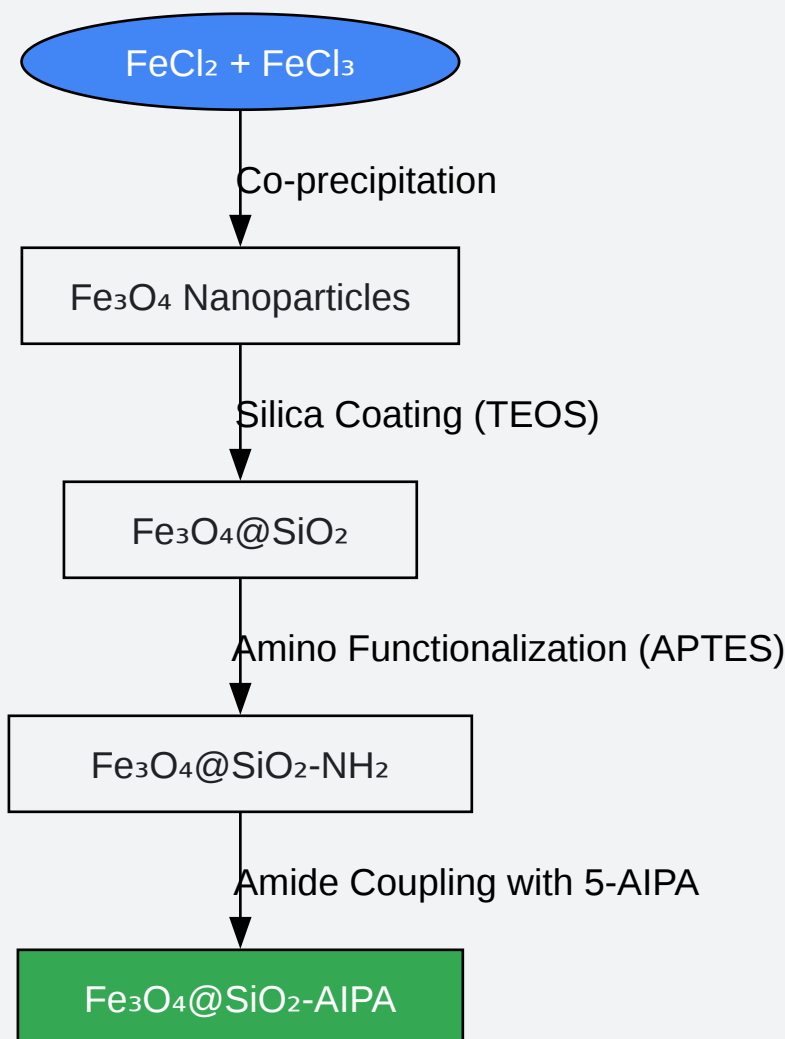 FeCl₂ + FeCl₃
Co-precipitation
Fe₃O₄ Nanoparticles
Silica Coating (TEOS)
Fe₃O₄@SiO₂
Amino Functionalization (APTES)
Fe₃O₄@SiO₂-NH₂
Amide Coupling with 5-AIPA
Fe₃O₄@SiO₂-AIPA